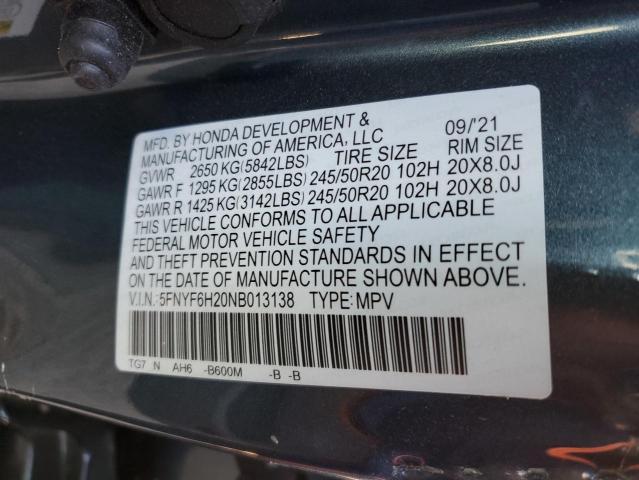 MFD. BY HONDA DEVELOPMENT & 09/'21
MANUFACTURING OF AMERICA, LLC
GVWR 2650 KG(5842LBS) TIRE SIZE RIM SIZE
GAWR F 1295 KG(2855LBS) 245/50R20 102H 20X8.0J
GAWR R 1425 KG(3142LBS) 245/50R20 102H 20X8.0J
THIS VEHICLE CONFORMS TO ALL APPLICABLE
FEDERAL MOTOR VEHICLE SAFETY
AND THEFT PREVENTION STANDARDS IN EFFECT
ON THE DATE OF MANUFACTURE SHOWN ABOVE.
V.I.N.: 5FNYF6H20NB013138 TYPE: MPV
TG7 N AH6 -B600M -B -B